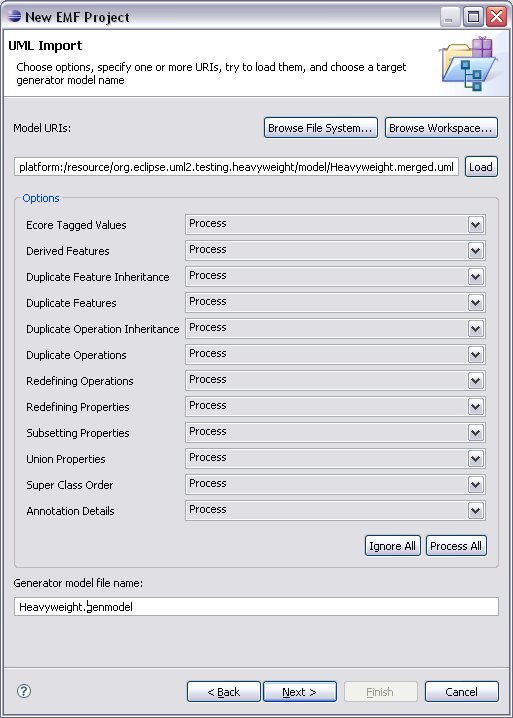 New EMF Project
UML Import
Choose options, specify one or more URIs, try to load them, and choose a target
generator model name
Model URIs:
Browse File System...
Browse Workspace...
platform:/resource/org.eclipse.uml2.testing.heavyweight/model/Heavyweight.merged.uml
Load
Options
Ecore Tagged Values Process
Derived Features Process
Duplicate Feature Inheritance Process
Duplicate Features Process
Duplicate Operation Inheritance Process
Duplicate Operations Process
Redefining Operations Process
Redefining Properties Process
Subsetting Properties Process
Union Properties Process
Super Class Order Process
Annotation Details Process
Ignore All
Process All
Generator model file name:
Heavyweight.genmodel
?
< Back
Next >
Finish
Cancel